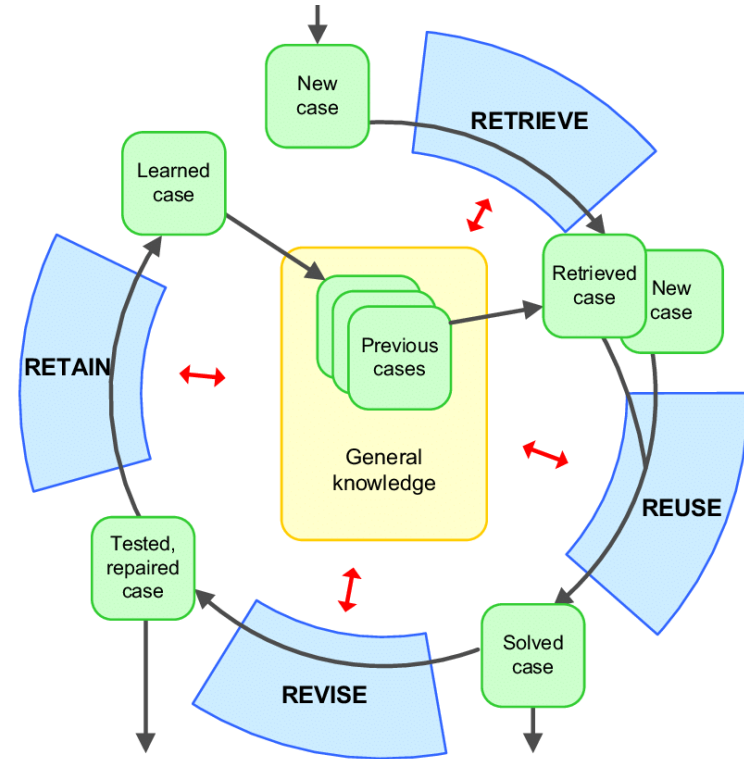 New
case
RETRIEVE
Learned
case
Retrieved
case
New
case
Previous
cases
RETAIN
General
knowledge
REUSE
Tested,
repaired
case
Solved
case
REVISE